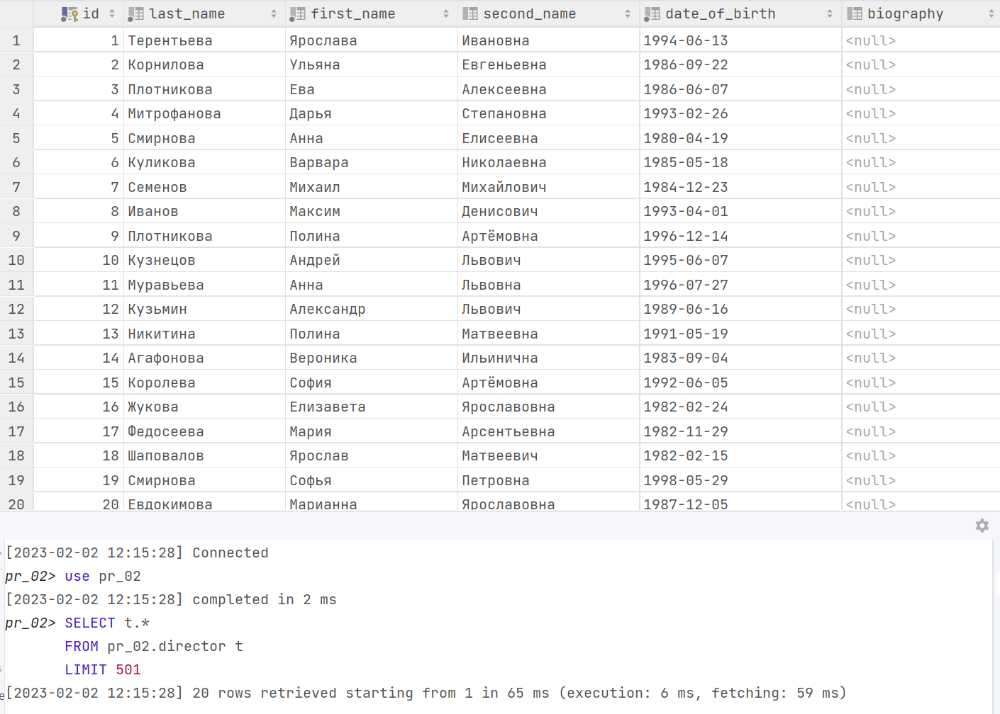 id last_name first_name second_name date_of_birth biography
1 1 Терентьева Ярослава Ивановна 1994-06-13 <null>
2 2 Корнилова Ульяна Евгеньевна 1986-09-22 <null>
3 3 Плотникова Ева Алексеевна 1986-06-07 <null>
4 4 Митрофанова Дарья Степановна 1993-02-26 <null>
5 5 Смирнова Анна Елисеевна 1980-04-19 <null>
6 6 Куликова Варвара Николаевна 1985-05-18 <null>
7 7 Семенов Михаил Михайлович 1984-12-23 <null>
8 8 Иванов Максим Денисович 1993-04-01 <null>
9 9 Плотникова Полина Артёмовна 1996-12-14 <null>
10 10 Кузнецов Андрей Львович 1995-06-07 <null>
11 11 Муравьева Анна Львовна 1996-07-27 <null>
12 12 Кузьмин Александр Львович 1989-06-16 <null>
13 13 Никитина Полина Матвеевна 1991-05-19 <null>
14 14 Агафонова Вероника Ильинична 1983-09-04 <null>
15 15 Королева София Артёмовна 1992-06-05 <null>
16 16 Жукова Елизавета Ярославовна 1982-02-24 <null>
17 17 Федосеева Мария Арсентьевна 1982-11-29 <null>
18 18 Шаповалов Ярослав Матвеевич 1982-02-15 <null>
19 19 Смирнова Софья Петровна 1998-05-29 <null>
20 20 Евдокимова Марианна Ярославовна 1987-12-05 <null>
[2023-02-02 12:15:28] Connected
pr_02> use pr_02
[2023-02-02 12:15:28] completed in 2 ms
pr_02> SELECT t.*
FROM pr_02.director t
LIMIT 501
[2023-02-02 12:15:28] 20 rows retrieved starting from 1 in 65 ms (execution: 6 ms, fetching: 59 ms)